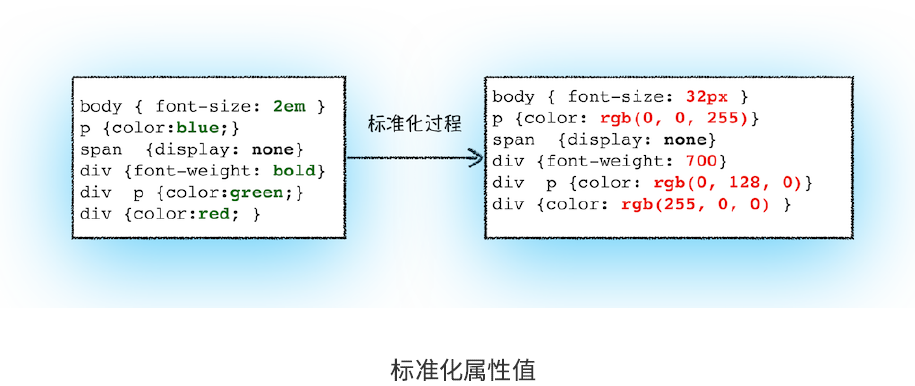 body { font-size: 2em }
p {color:blue;}
span  {display: none}
div {font-weight: bold}
div  p {color:green;}
div {color:red; }
标准化过程
body { font-size: 32px }
p {color: rgb(0, 0, 255)}
span  {display: none}
div {font-weight: 700}
div  p {color: rgb(0, 128, 0)}
div {color: rgb(255, 0, 0) }
标准化属性值